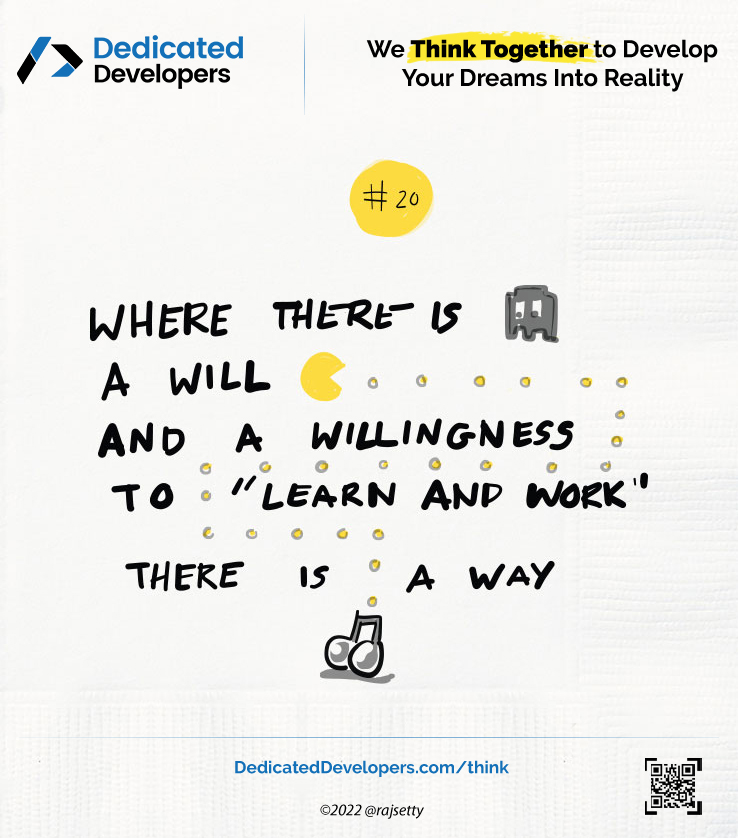 Dedicated
Developers
We Think Together to Develop
Your Dreams Into Reality
# 20
WHERE THERE IS
A WILL
AND A WILLINGNESS
TO "LEARN AND WORK"
THERE IS A WAY
DedicatedDevelopers.com/think
©2022 @rajsetty